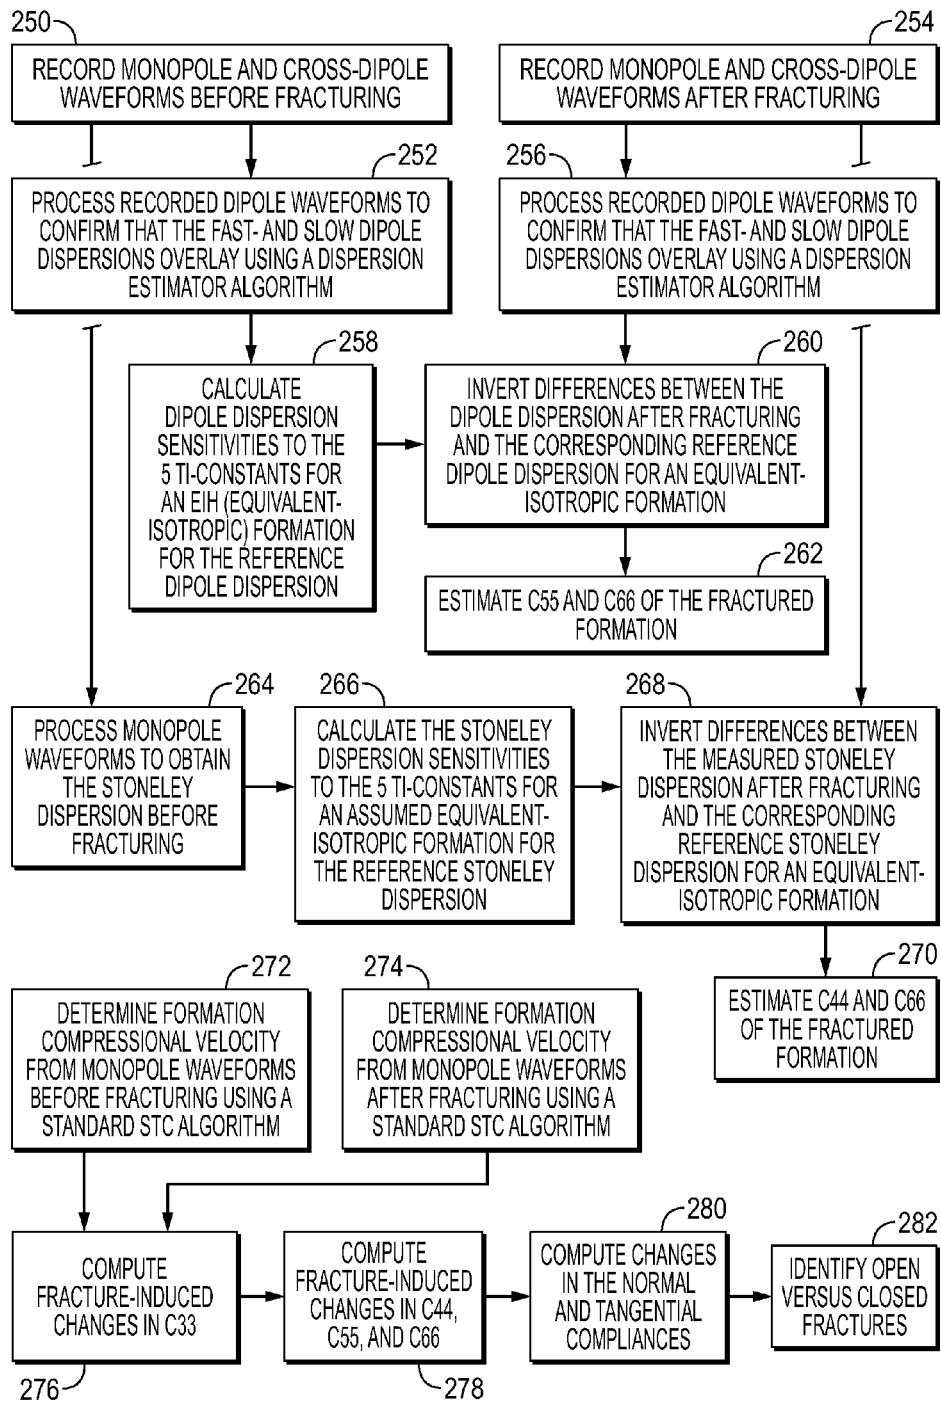 250
RECORD MONOPOLE AND CROSS-DIPOLE
WAVEFORMS BEFORE FRACTURING
254
RECORD MONOPOLE AND CROSS-DIPOLE
WAVEFORMS AFTER FRACTURING
252
PROCESS RECORDED DIPOLE WAVEFORMS TO
CONFIRM THAT THE FAST- AND SLOW DIPOLE
DISPERSIONS OVERLAY USING A DISPERSION
ESTIMATOR ALGORITHM
256
PROCESS RECORDED DIPOLE WAVEFORMS TO
CONFIRM THAT THE FAST- AND SLOW DIPOLE
DISPERSIONS OVERLAY USING A DISPERSION
ESTIMATOR ALGORITHM
258
CALCULATE
DIPOLE DISPERSION
SENSITIVITIES TO THE
5 TI-CONSTANTS FOR
AN EIH (EQUIVALENT-
ISOTROPIC) FORMATION
FOR THE REFERENCE
DIPOLE DISPERSION
260
INVERT DIFFERENCES BETWEEN THE
DIPOLE DISPERSION AFTER FRACTURING
AND THE CORRESPONDING REFERENCE
DIPOLE DISPERSION FOR AN EQUIVALENT-
ISOTROPIC FORMATION
262
ESTIMATE C55 AND C66 OF THE FRACTURED
FORMATION
264
PROCESS MONOPOLE
WAVEFORMS TO OBTAIN
THE STONELEY
DISPERSION BEFORE
FRACTURING
266
CALCULATE THE STONELEY
DISPERSION SENSITIVITIES
TO THE 5 TI-CONSTANTS FOR
AN ASSUMED EQUIVALENT-
ISOTROPIC FORMATION FOR
THE REFERENCE STONELEY
DISPERSION
268
INVERT DIFFERENCES BETWEEN
THE MEASURED STONELEY
DISPERSION AFTER FRACTURING
AND THE CORRESPONDING
REFERENCE STONELEY
DISPERSION FOR AN EQUIVALENT-
ISOTROPIC FORMATION
270
ESTIMATE C44 AND C66
OF THE FRACTURED
FORMATION
272
DETERMINE FORMATION
COMPRESSIONAL VELOCITY
FROM MONOPOLE WAVEFORMS
BEFORE FRACTURING USING A
STANDARD STC ALGORITHM
274
DETERMINE FORMATION
COMPRESSIONAL VELOCITY
FROM MONOPOLE WAVEFORMS
AFTER FRACTURING USING A
STANDARD STC ALGORITHM
COMPUTE
FRACTURE-INDUCED
CHANGES IN C33
276
COMPUTE
FRACTURE-INDUCED
CHANGES IN C44,
C55, AND C66
278
280
COMPUTE CHANGES
IN THE NORMAL
AND TANGENTIAL
COMPLIANCES
282
IDENTIFY OPEN
VERSUS CLOSED
FRACTURES